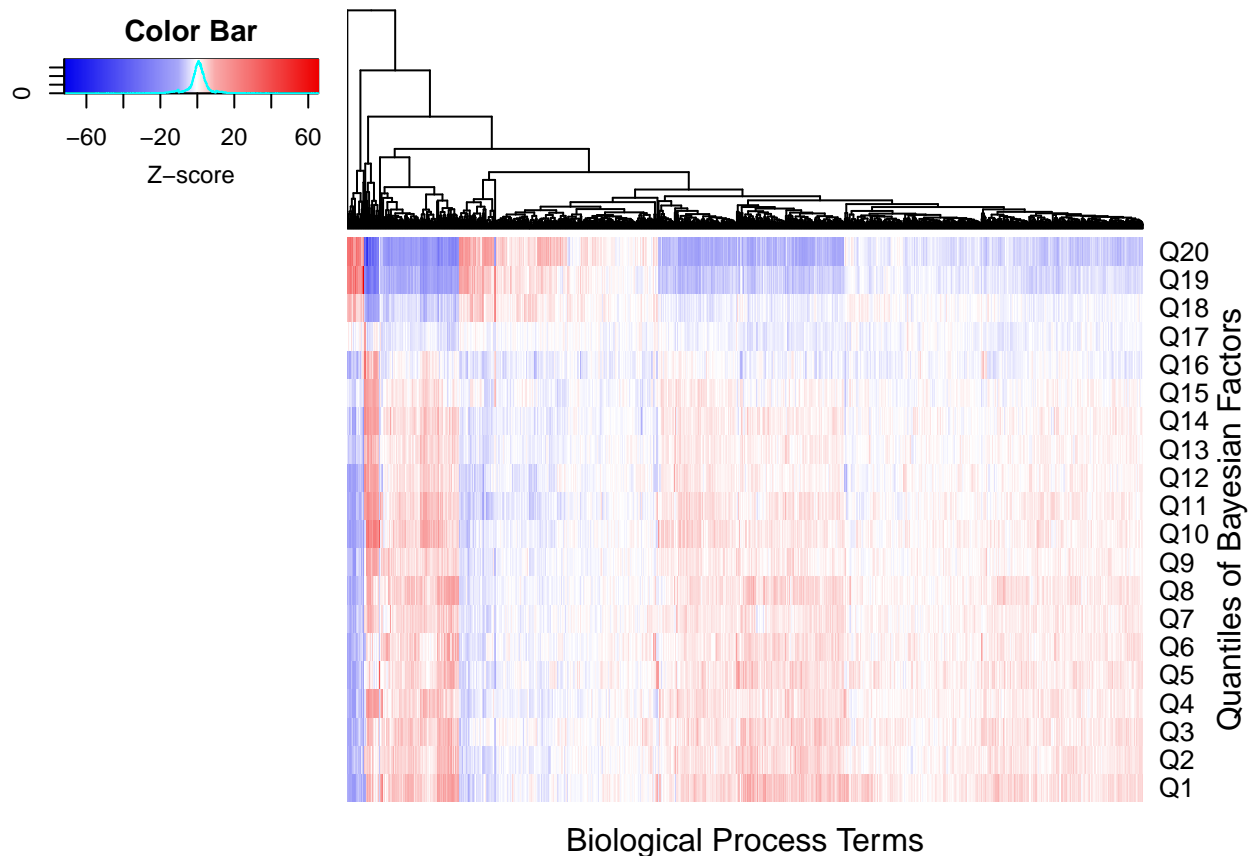 Color Bar
0
−60 −20 20 60
Z−score
Q20
Q19
Q18
Q17
Q16
Q15
Q14
Q13
Q12
Q11
Q10
Q9
Q8
Q7
Q6
Q5
Q4
Q3
Q2
Q1
Quantiles of Bayesian Factors
Biological Process Terms